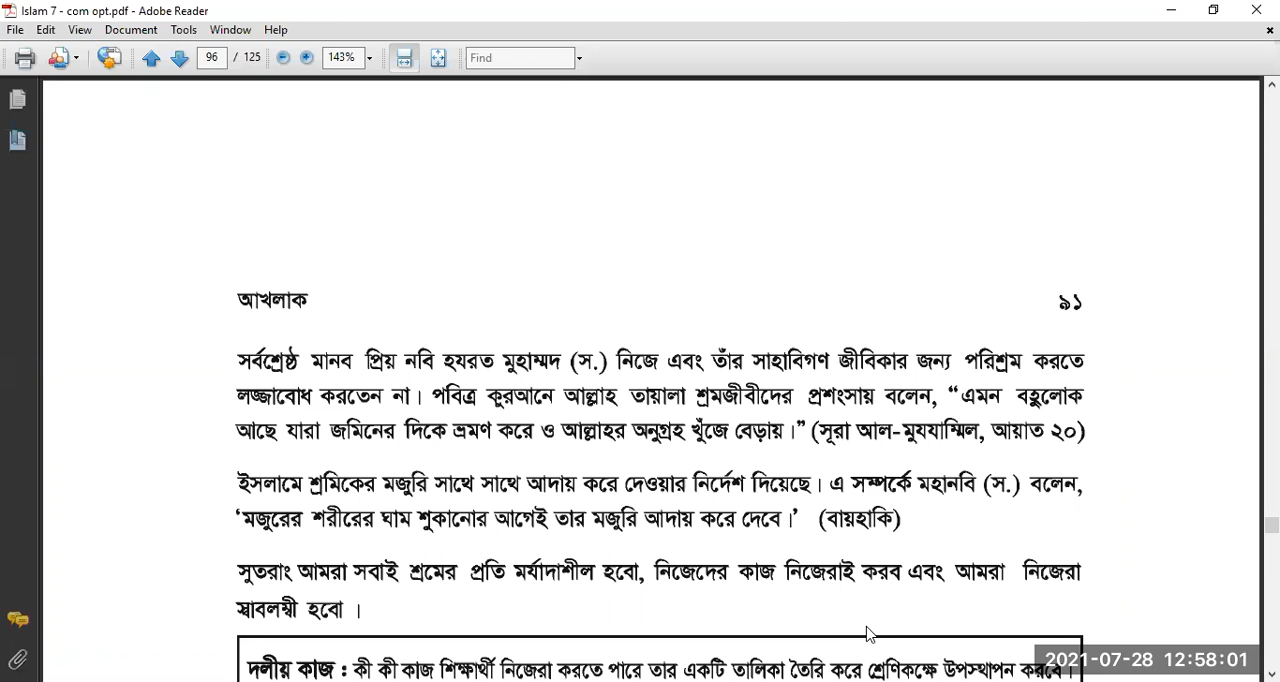 Islam 7 - com opt.pdf - Adobe Reader
File Edit View Document Tools Window Help
96 / 125 143% Find
আখলাক ৯১
সর্বশ্রেষ্ঠ মানব প্রিয় নবি হযরত মুহাম্মদ (স.) নিজে এবং তাঁর সাহাবিগণ জীবিকার জন্য পরিশ্রম করতে
লজ্জাবোধ করতেন না। পবিত্র কুরআনে আল্লাহ তায়ালা শ্রমজীবীদের প্রশংসায় বলেন, “এমন বহুলোক
আছে যারা জমিনের দিকে ভ্রমণ করে ও আল্লাহর অনুগ্রহ খুঁজে বেড়ায়।” (সূরা আল-মুযযাম্মিল, আয়াত ২০)
ইসলামে শ্রমিকের মজুরি সাথে সাথে আদায় করে দেওয়ার নির্দেশ দিয়েছে। এ সম্পর্কে মহানবি (স.) বলেন,
‘মজুরের শরীরের ঘাম শুকানোর আগেই তার মজুরি আদায় করে দেবে।’ (বায়হাকি)
সুতরাং আমরা সবাই শ্রমের প্রতি মর্যাদাশীল হবো, নিজেদের কাজ নিজেরাই করব এবং আমরা নিজেরা
স্বাবলম্বী হবো ।
দলীয় কাজ : কী কী কাজ শিক্ষার্থী নিজেরা করতে পারে তার একটি তালিকা তৈরি করে শ্রেণিকক্ষে উপস্থাপন করবে।
2021-07-28 12:58:01